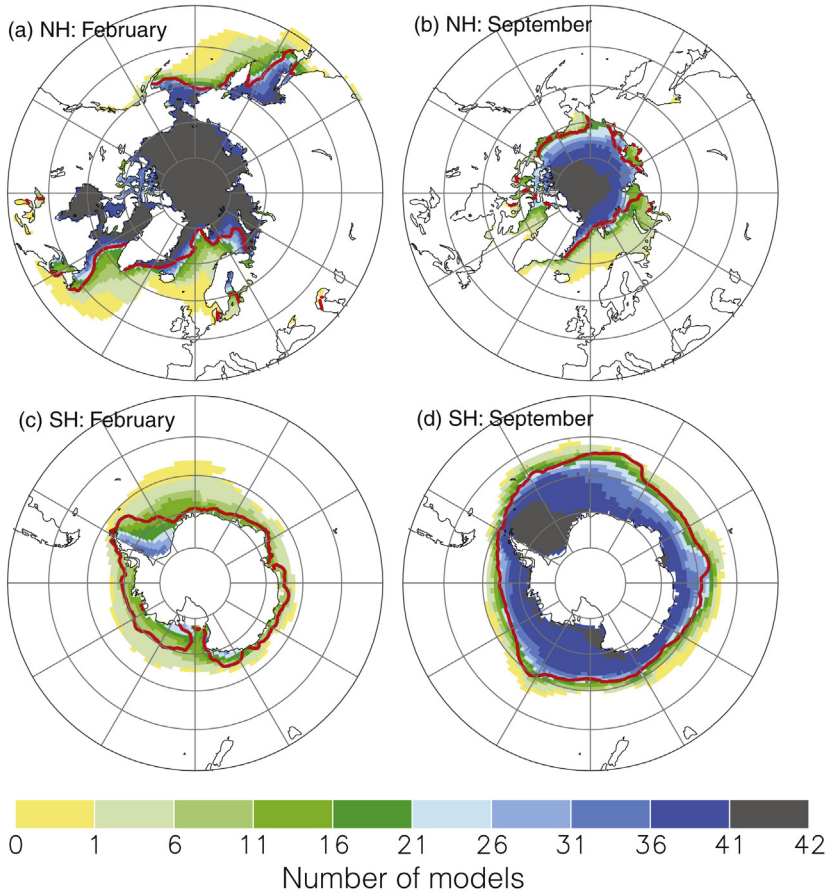 (a) NH: February
(b) NH: September
(c) SH: February
(d) SH: September
0 1 6 11 16 21 26 31 36 41 42
Number of models